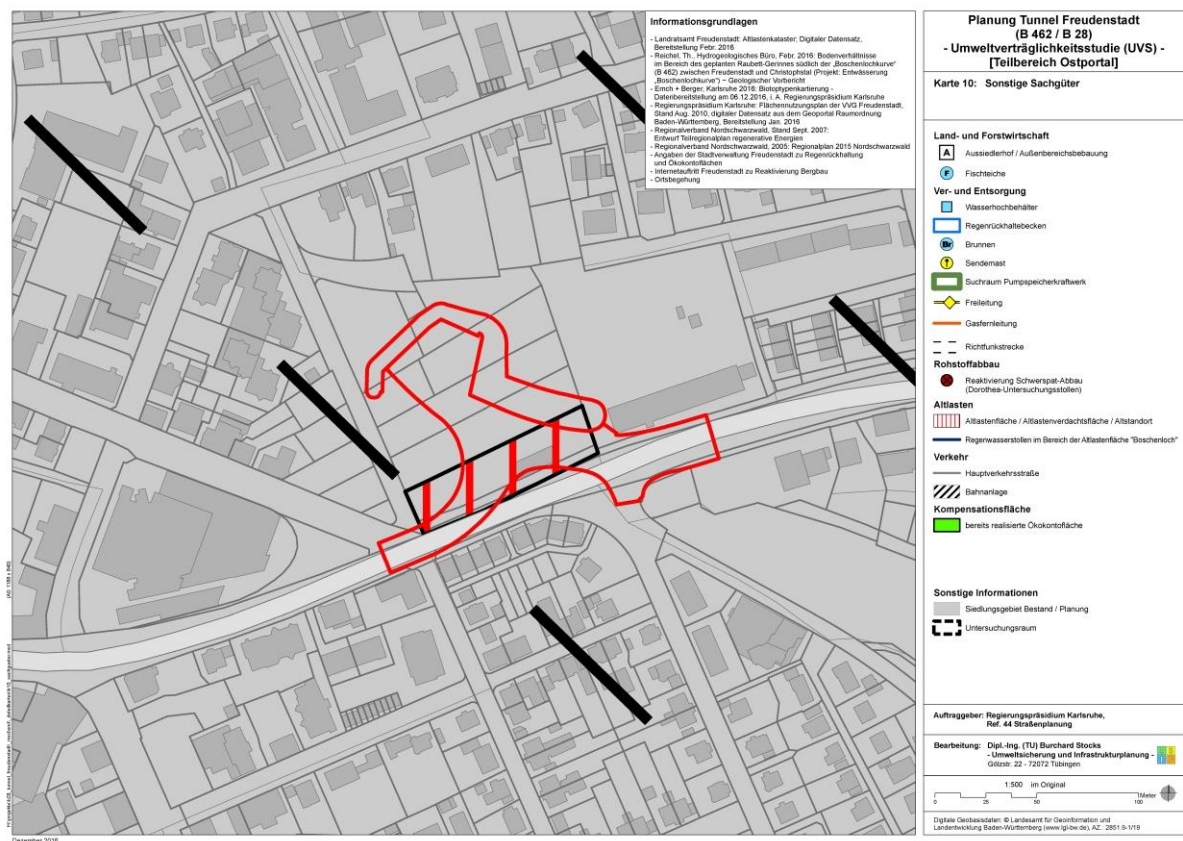 Informationsgrundlagen
- Landratsamt Freudenstadt: Altlastenkataster; Digitaler Datensatz,
Bereitstellung Febr. 2016
- Reichel, Th., Hydrogeologisches Büro, Febr. 2016: Bodenverhältnisse
im Bereich des geplanten Raubett-Gerinnes südlich der „Boschenlochkurve“
(B 462) zwischen Freudenstadt und Christophstal (Projekt: Entwässerung
„Boschenlochkurve“) – Geologischer Vorbericht
- Emch + Berger, Karlsruhe 2016: Biotoptypenkartierung -
Datenbereitstellung am 06.12.2016, i. A. Regierungspräsidium Karlsruhe
- Regierungspräsidium Karlsruhe: Flächennutzungsplan der VVG Freudenstadt,
Stand Aug. 2010, digitaler Datensatz aus dem Geoportal Raumordnung
Baden-Württemberg, Bereitstellung Jan. 2016
- Regionalverband Nordschwarzwald, Stand Sept. 2007:
Entwurf Teilregionalplan regenerative Energien
- Regionalverband Nordschwarzwald, 2005: Regionalplan 2015 Nordschwarzwald
- Angaben der Stadtverwaltung Freudenstadt zu Regenrückhaltung
und Ökokontoflächen
- Internetauftritt Freudenstadt zu Reaktivierung Bergbau
- Ortsbegehung
Planung Tunnel Freudenstadt
(B 462 / B 28)
- Umweltverträglichkeitsstudie (UVS) -
[Teilbereich Ostportal]
Karte 10: Sonstige Sachgüter
Land- und Forstwirtschaft
A Aussiedlerhof / Außenbereichsbebauung
F Fischteiche
Ver- und Entsorgung
Wasserhochbehälter
Regenrückhaltebecken
Br Brunnen
Sendemast
Suchraum Pumpspeicherkraftwerk
Freileitung
Gasfernleitung
Richtfunkstrecke
Rohstoffabbau
Reaktivierung Schwerspat-Abbau
(Dorothea-Untersuchungsstollen)
Altlasten
Altlastenfläche / Altlastenverdachtsfläche / Altstandort
Regenwasserstollen im Bereich der Altlastenfläche "Boschenloch"
Verkehr
Hauptverkehrsstraße
Bahnanlage
Kompensationsfläche
bereits realisierte Ökokontofläche
Sonstige Informationen
Siedlungsgebiet Bestand / Planung
Untersuchungsraum
Auftraggeber: Regierungspräsidium Karlsruhe,
Ref. 44 Straßenplanung
Bearbeitung: Dipl.-Ing. (TU) Burchard Stocks
- Umweltsicherung und Infrastrukturplanung -
Gölzstr. 22 - 72072 Tübingen
1:500 im Original
0 25 50 100 Meter
Digitale Geobasisdaten: © Landesamt für Geoinformation und
Landentwicklung Baden-Württemberg (www.lgl-bw.de), AZ.: 2851.9-1/19
Dezember 2016